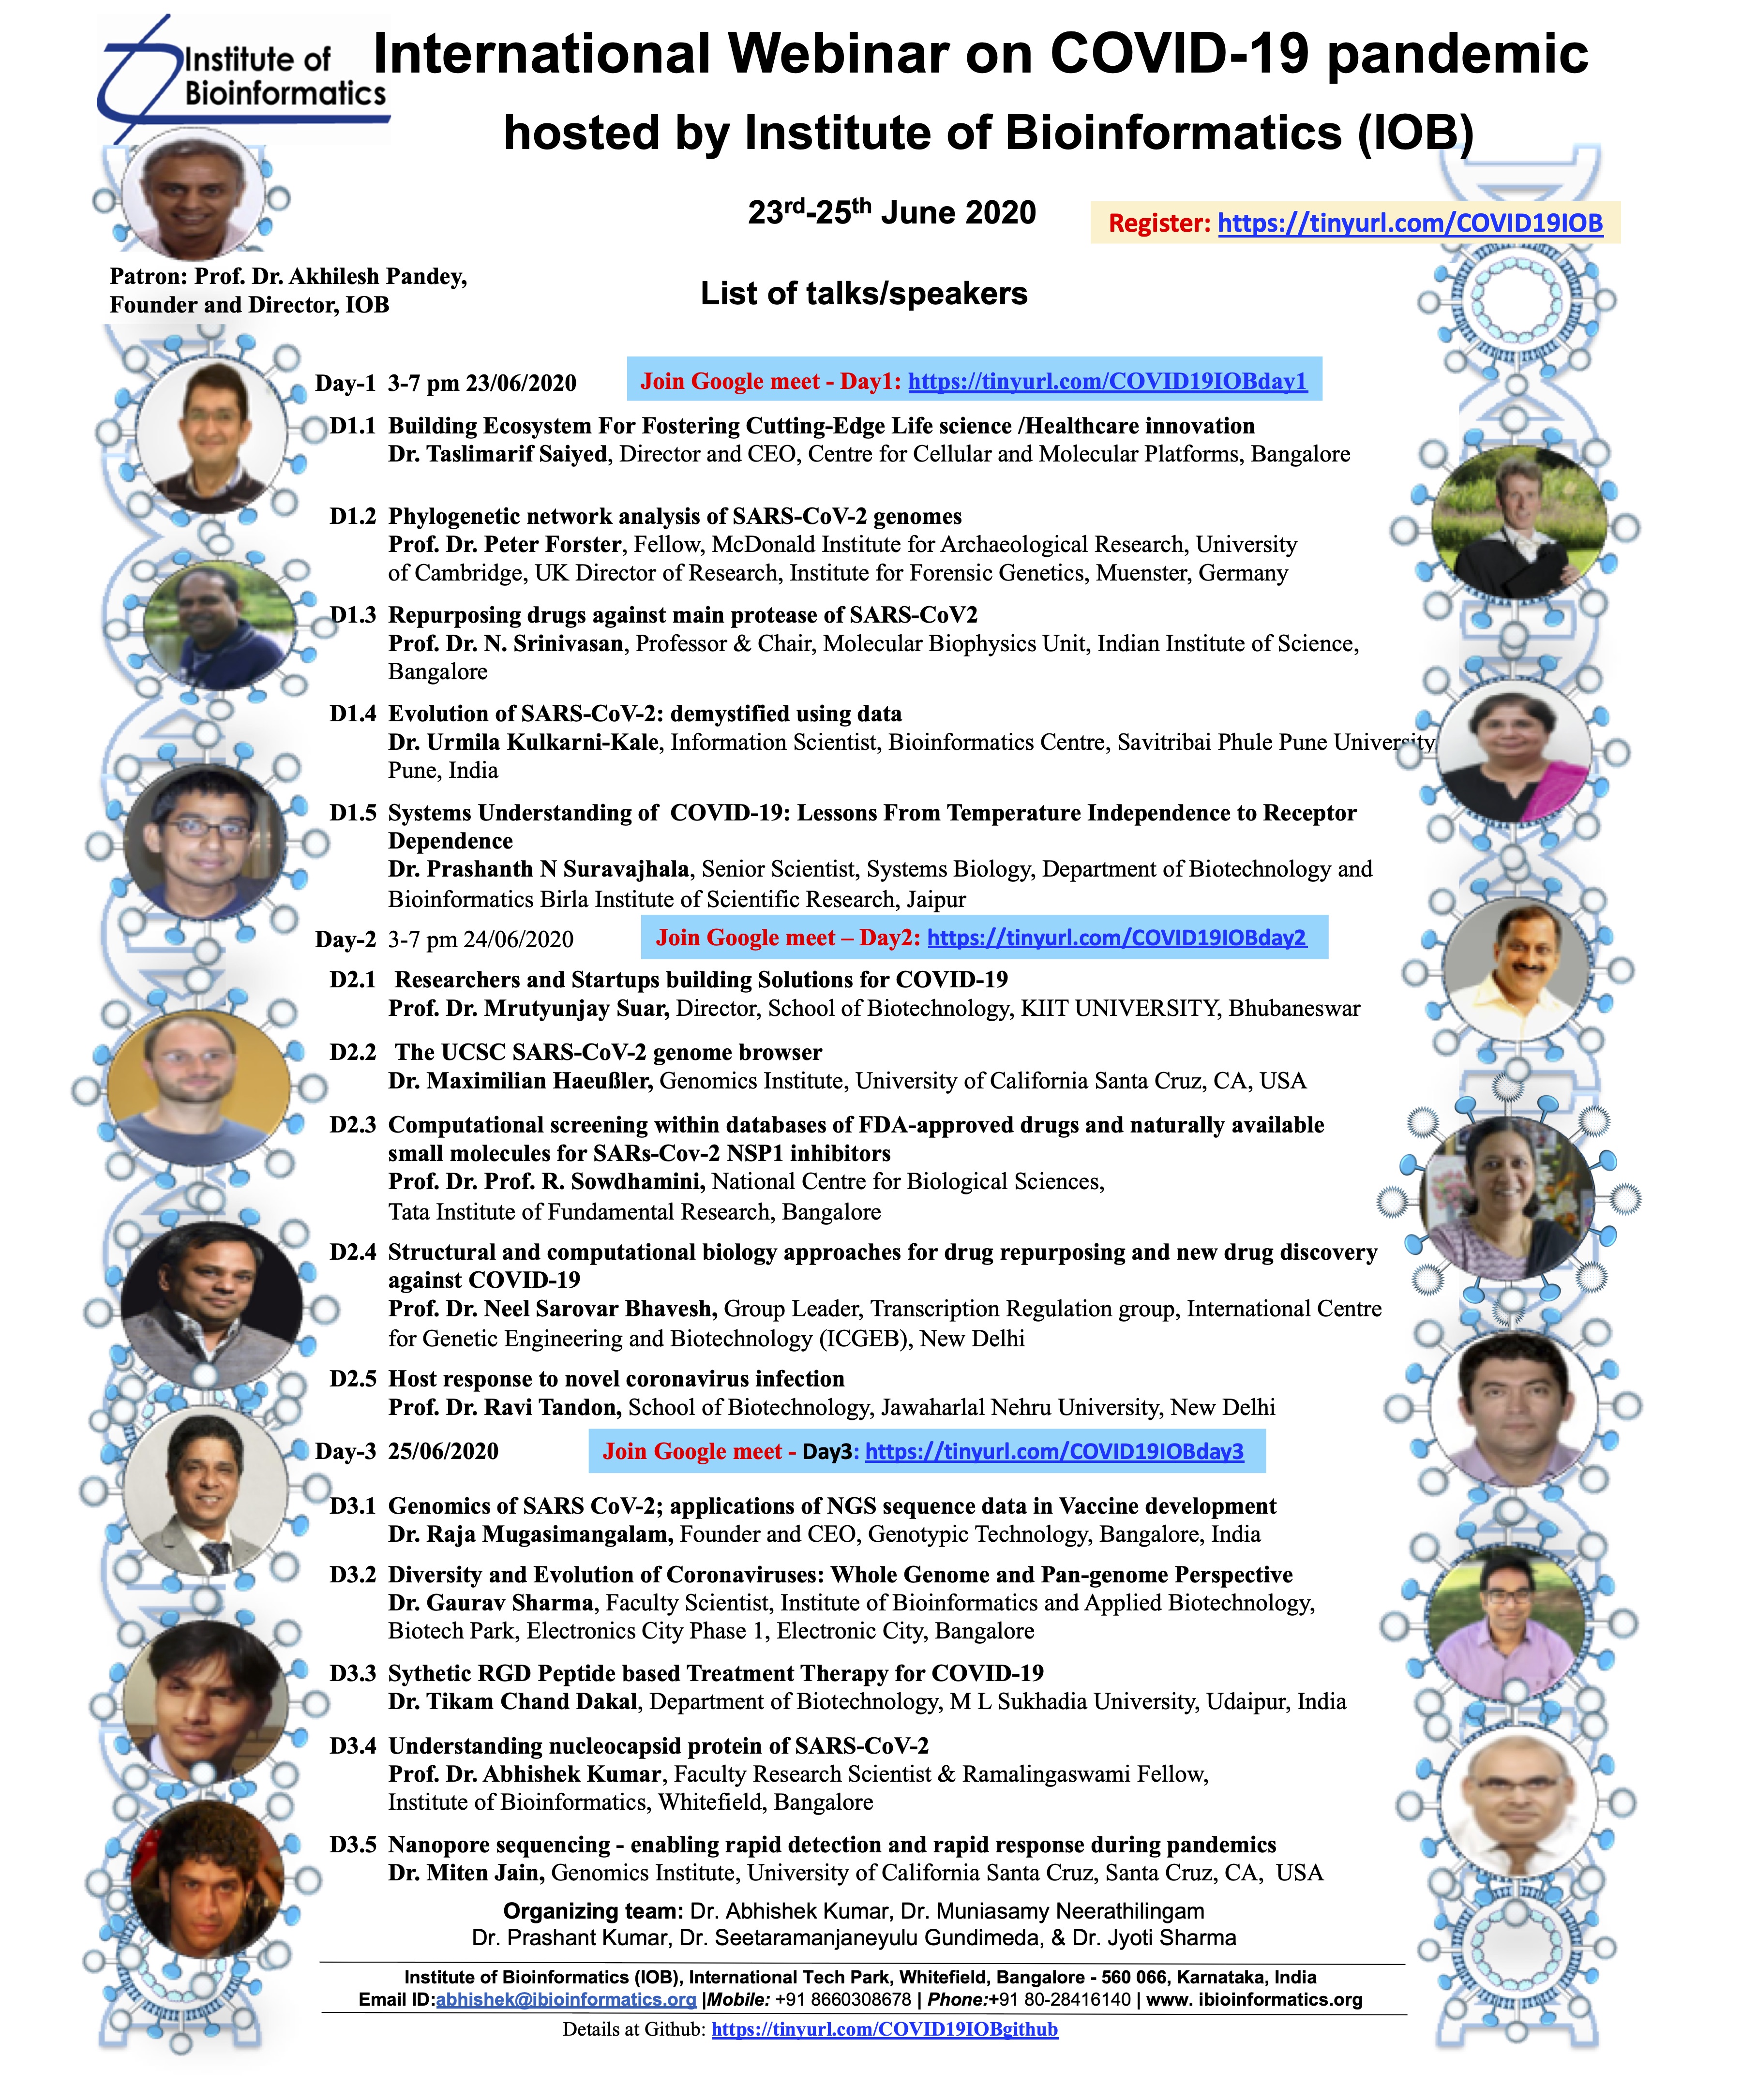 Institute of
Bioinformatics
International Webinar on COVID-19 pandemic
hosted by Institute of Bioinformatics (IOB)
23rd-25th June 2020
Register: https://tinyurl.com/COVID19IOB
Patron: Prof. Dr. Akhilesh Pandey,
Founder and Director, IOB
List of talks/speakers
Day-1 3-7 pm 23/06/2020
Join Google meet - Day1: https://tinyurl.com/COVID19IOBday1
D1.1 Building Ecosystem For Fostering Cutting-Edge Life science /Healthcare innovation
Dr. Taslimarif Saiyed, Director and CEO, Centre for Cellular and Molecular Platforms, Bangalore
D1.2 Phylogenetic network analysis of SARS-CoV-2 genomes
Prof. Dr. Peter Forster, Fellow, McDonald Institute for Archaeological Research, University
of Cambridge, UK Director of Research, Institute for Forensic Genetics, Muenster, Germany
D1.3 Repurposing drugs against main protease of SARS-CoV2
Prof. Dr. N. Srinivasan, Professor & Chair, Molecular Biophysics Unit, Indian Institute of Science,
Bangalore
D1.4 Evolution of SARS-CoV-2: demystified using data
Dr. Urmila Kulkarni-Kale, Information Scientist, Bioinformatics Centre, Savitribai Phule Pune University
Pune, India
D1.5 Systems Understanding of COVID-19: Lessons From Temperature Independence to Receptor
Dependence
Dr. Prashanth N Suravajhala, Senior Scientist, Systems Biology, Department of Biotechnology and
Bioinformatics Birla Institute of Scientific Research, Jaipur
Day-2 3-7 pm 24/06/2020
Join Google meet – Day2: https://tinyurl.com/COVID19IOBday2
D2.1 Researchers and Startups building Solutions for COVID-19
Prof. Dr. Mrutyunjay Suar, Director, School of Biotechnology, KIIT UNIVERSITY, Bhubaneswar
D2.2 The UCSC SARS-CoV-2 genome browser
Dr. Maximilian Haeußler, Genomics Institute, University of California Santa Cruz, CA, USA
D2.3 Computational screening within databases of FDA-approved drugs and naturally available
small molecules for SARs-Cov-2 NSP1 inhibitors
Prof. Dr. Prof. R. Sowdhamini, National Centre for Biological Sciences,
Tata Institute of Fundamental Research, Bangalore
D2.4 Structural and computational biology approaches for drug repurposing and new drug discovery
against COVID-19
Prof. Dr. Neel Sarovar Bhavesh, Group Leader, Transcription Regulation group, International Centre
for Genetic Engineering and Biotechnology (ICGEB), New Delhi
D2.5 Host response to novel coronavirus infection
Prof. Dr. Ravi Tandon, School of Biotechnology, Jawaharlal Nehru University, New Delhi
Day-3 25/06/2020
Join Google meet - Day3: https://tinyurl.com/COVID19IOBday3
D3.1 Genomics of SARS CoV-2; applications of NGS sequence data in Vaccine development
Dr. Raja Mugasimangalam, Founder and CEO, Genotypic Technology, Bangalore, India
D3.2 Diversity and Evolution of Coronaviruses: Whole Genome and Pan-genome Perspective
Dr. Gaurav Sharma, Faculty Scientist, Institute of Bioinformatics and Applied Biotechnology,
Biotech Park, Electronics City Phase 1, Electronic City, Bangalore
D3.3 Sythetic RGD Peptide based Treatment Therapy for COVID-19
Dr. Tikam Chand Dakal, Department of Biotechnology, M L Sukhadia University, Udaipur, India
D3.4 Understanding nucleocapsid protein of SARS-CoV-2
Prof. Dr. Abhishek Kumar, Faculty Research Scientist & Ramalingaswami Fellow,
Institute of Bioinformatics, Whitefield, Bangalore
D3.5 Nanopore sequencing - enabling rapid detection and rapid response during pandemics
Dr. Miten Jain, Genomics Institute, University of California Santa Cruz, Santa Cruz, CA, USA
Organizing team: Dr. Abhishek Kumar, Dr. Muniasamy Neerathilingam
Dr. Prashant Kumar, Dr. Seetaramanjaneyulu Gundimeda, & Dr. Jyoti Sharma
Institute of Bioinformatics (IOB), International Tech Park, Whitefield, Bangalore - 560 066, Karnataka, India
Email ID:abhishek@ibioinformatics.org |Mobile: +91 8660308678 | Phone:+91 80-28416140 | www. ibioinformatics.org
Details at Github: https://tinyurl.com/COVID19IOBgithub